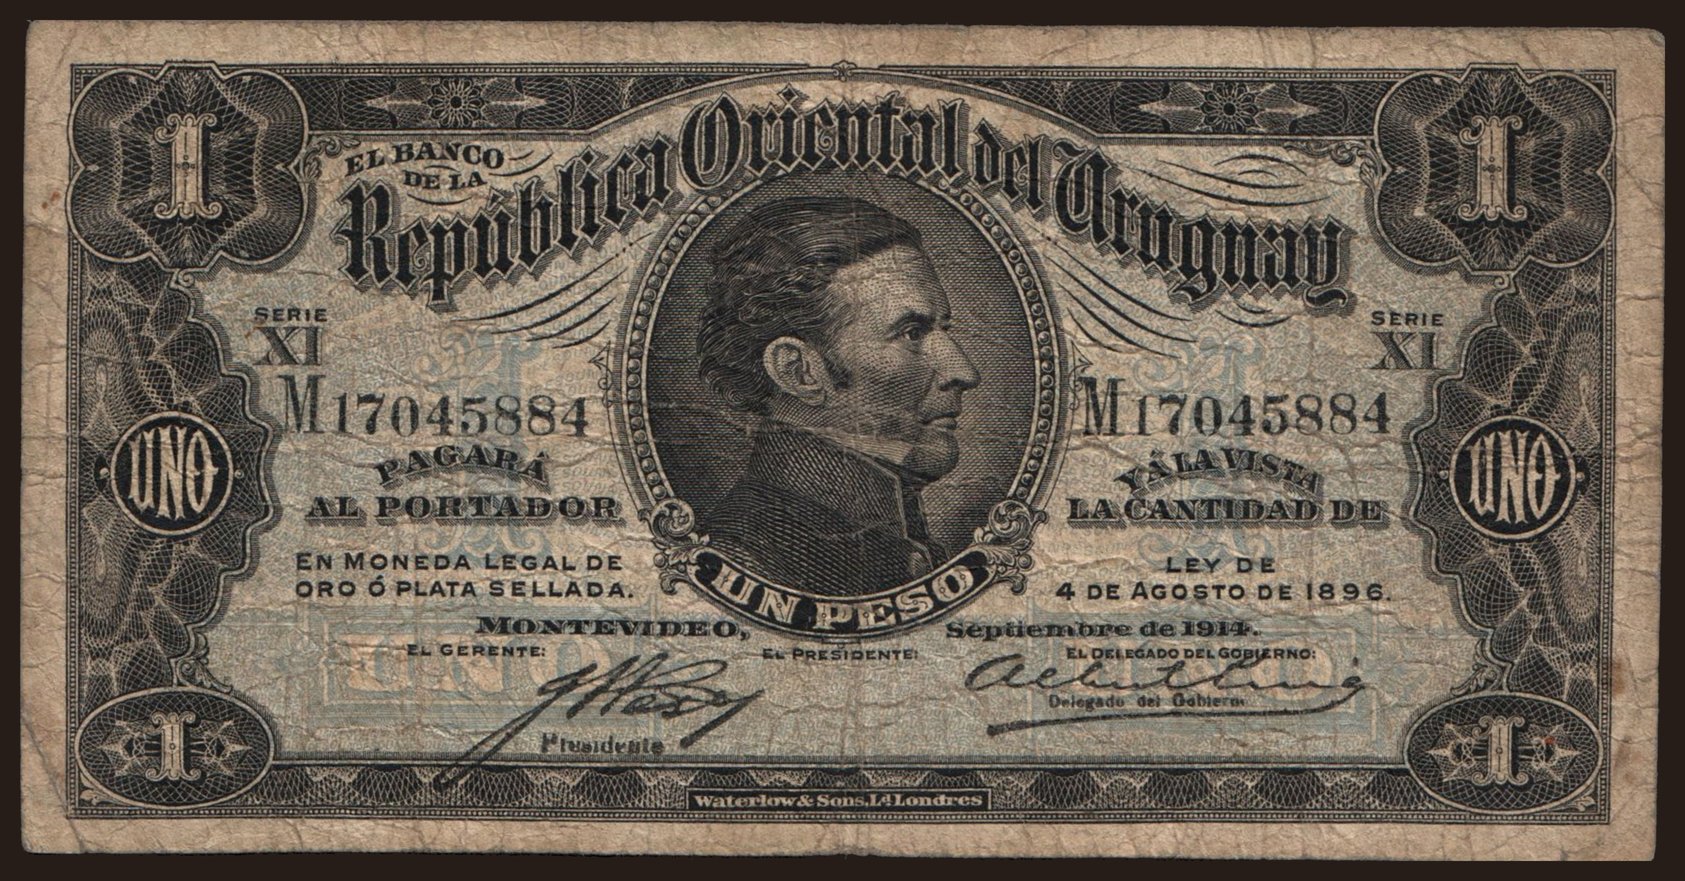 1
1
EL BANCO
DE LA
República Oriental del Uruguay
SERIE
XI
SERIE
XI
M17045884
M17045884
UNO
UNO
PAGARÁ
AL PORTADOR
Y Á LA VISTA
LA CANTIDAD DE
EN MONEDA LEGAL DE
ORO Ó PLATA SELLADA.
LEY DE
4 DE AGOSTO DE 1896.
UN PESO
MONTEVIDEO,
Septiembre de 1914.
EL GERENTE:
EL PRESIDENTE:
EL DELEGADO DEL GOBIERNO:
UNO
Delegado del Gobierno
Presidente
1
1
Waterlow & Sons, Ld. Londres